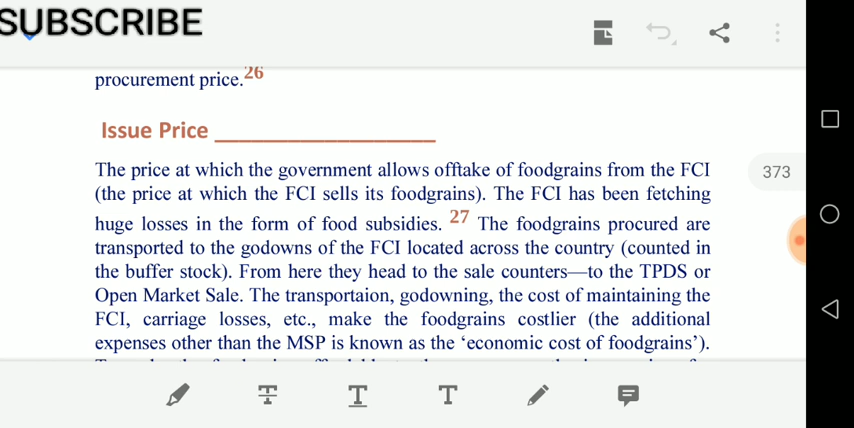 SUBSCRIBE
procurement price.26
Issue Price
373
The price at which the government allows offtake of foodgrains from the FCI
(the price at which the FCI sells its foodgrains). The FCI has been fetching
huge losses in the form of food subsidies. 27 The foodgrains procured are
transported to the godowns of the FCI located across the country (counted in
the buffer stock). From here they head to the sale counters—to the TPDS or
Open Market Sale. The transportaion, godowning, the cost of maintaining the
FCI, carriage losses, etc., make the foodgrains costlier (the additional
expenses other than the MSP is known as the ‘economic cost of foodgrains’).